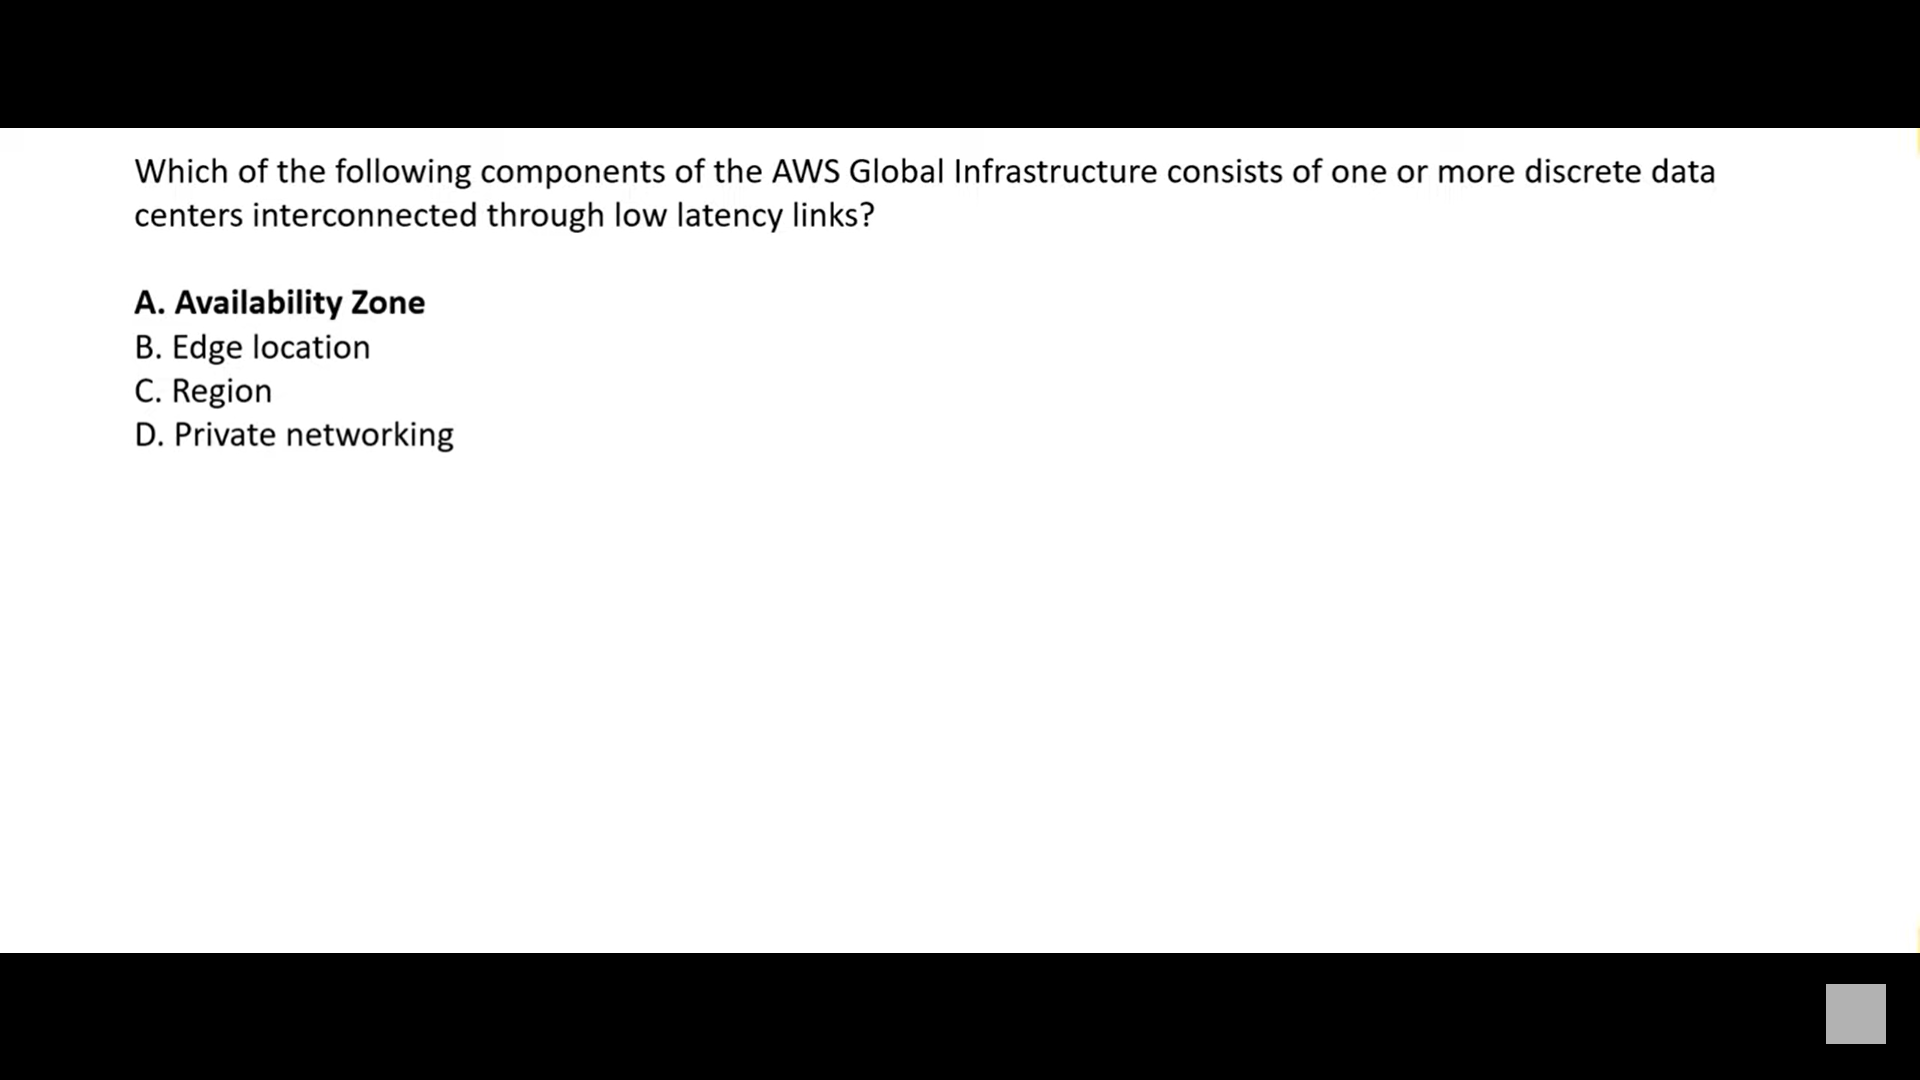 Which of the following components of the AWS Global Infrastructure consists of one or more discrete data
centers interconnected through low latency links?
A. Availability Zone
B. Edge location
C. Region
D. Private networking